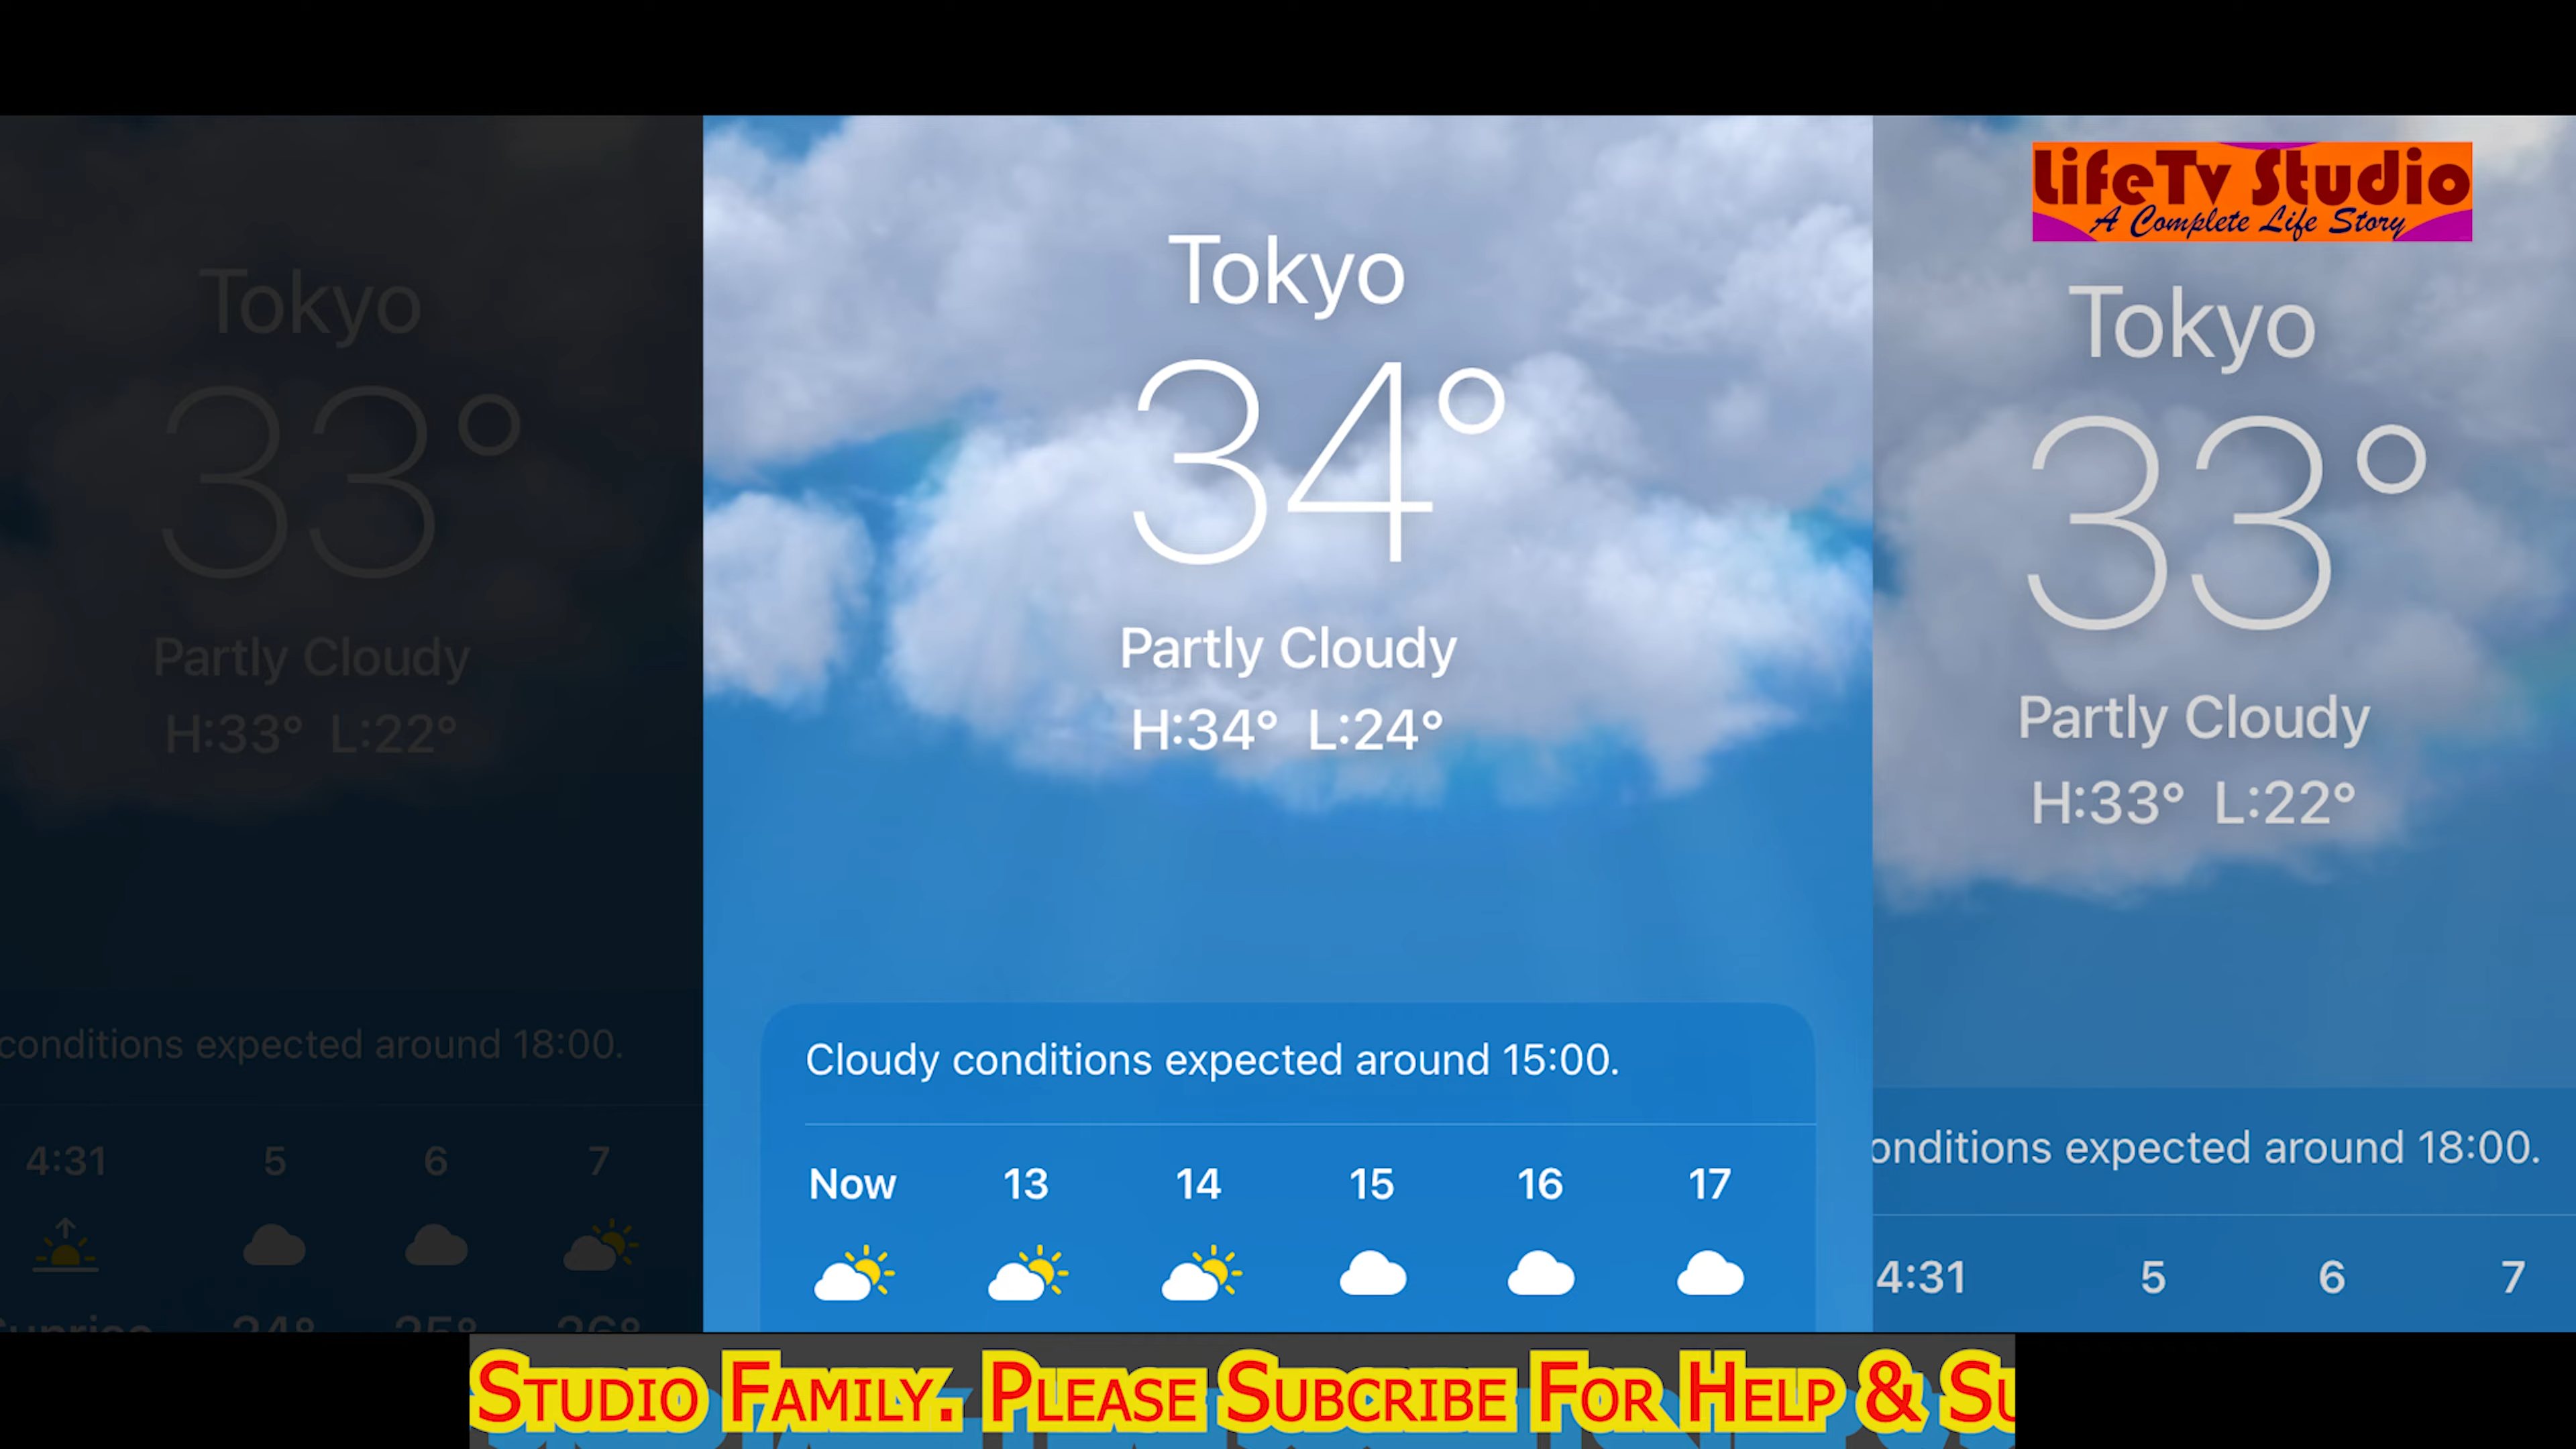 Tokyo
33°
Partly Cloudy
H:33° L:22°
conditions expected around 18:00.
4:31 5 6 7
24° 25° 26°
Tokyo
34°
Partly Cloudy
H:34° L:24°
Cloudy conditions expected around 15:00.
Now 13 14 15 16 17
LifeTv Studio
A Complete Life Story
Tokyo
33°
Partly Cloudy
H:33° L:22°
onditions expected around 18:00.
4:31 5 6 7
STUDIO FAMILY. PLEASE SUBCRIBE FOR HELP & SU